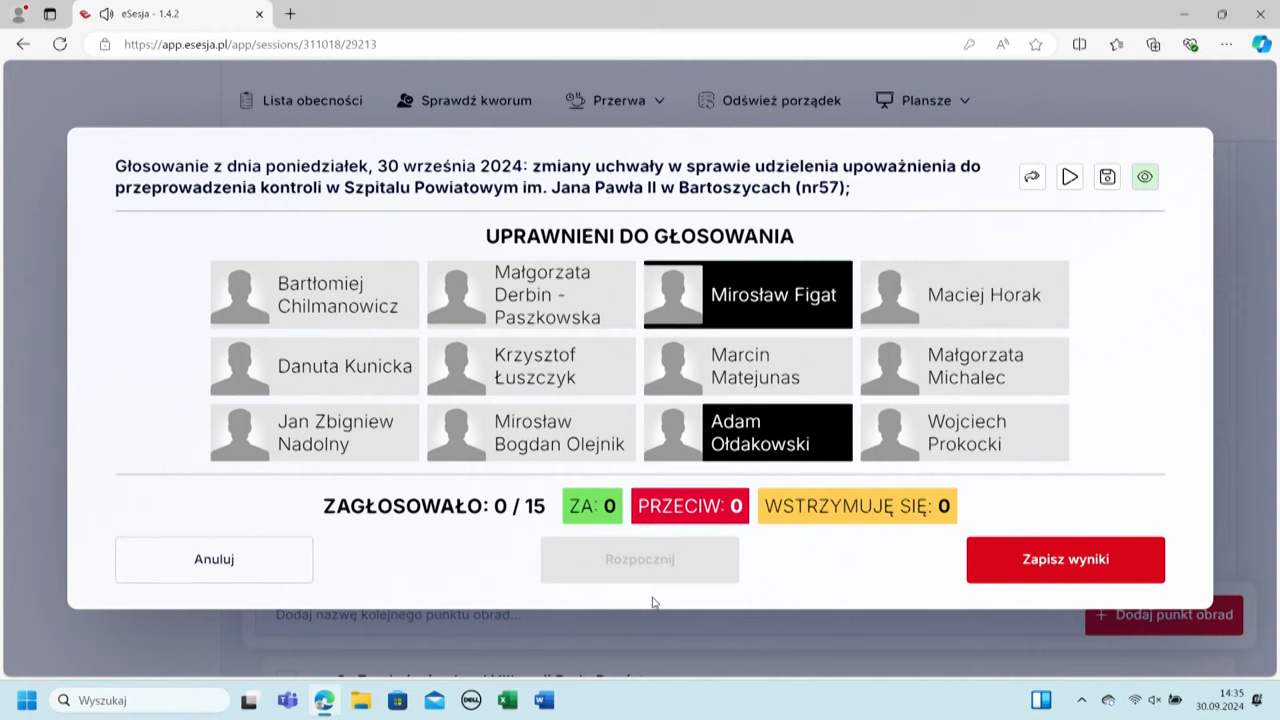 eSesja - 1.4.2
https://app.esesja.pl/app/sessions/311018/29213
Lista obecności
Sprawdź kworum
Przerwa
Odśwież porządek
Plansze
Głosowanie z dnia poniedziałek, 30 września 2024: zmiany uchwały w sprawie udzielenia upoważnienia do
przeprowadzenia kontroli w Szpitalu Powiatowym im. Jana Pawła II w Bartoszycach (nr57);
UPRAWNIENI DO GŁOSOWANIA
Bartłomiej
Chilmanowicz
Małgorzata
Derbin -
Paszkowska
Mirosław Figat
Maciej Horak
Danuta Kunicka
Krzysztof
Łuszczyk
Marcin
Matejunas
Małgorzata
Michalec
Jan Zbigniew
Nadolny
Mirosław
Bogdan Olejnik
Adam
Ołdakowski
Wojciech
Prokocki
ZAGŁOSOWAŁO: 0 / 15
ZA: 0
PRZECIW: 0
WSTRZYMUJĘ SIĘ: 0
Anuluj
Rozpocznij
Zapisz wyniki
Dodaj nazwę kolejnego punktu obrad...
+ Dodaj punkt obrad
Wyszukaj
DELL
14:35
30.09.2024